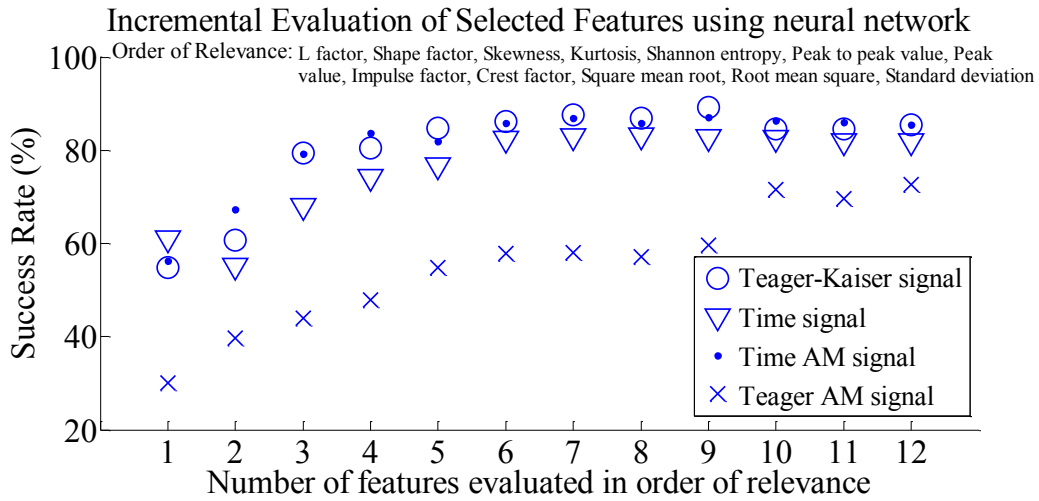 Incremental Evaluation of Selected Features using neural network
Order of Relevance: L factor, Shape factor, Skewness, Kurtosis, Shannon entropy, Peak to peak value, Peak
value, Impulse factor, Crest factor, Square mean root, Root mean square, Standard deviation
100
80
60
40
20
Success Rate (%)
Teager-Kaiser signal
Time signal
Time AM signal
Teager AM signal
1 2 3 4 5 6 7 8 9 10 11 12
Number of features evaluated in order of relevance